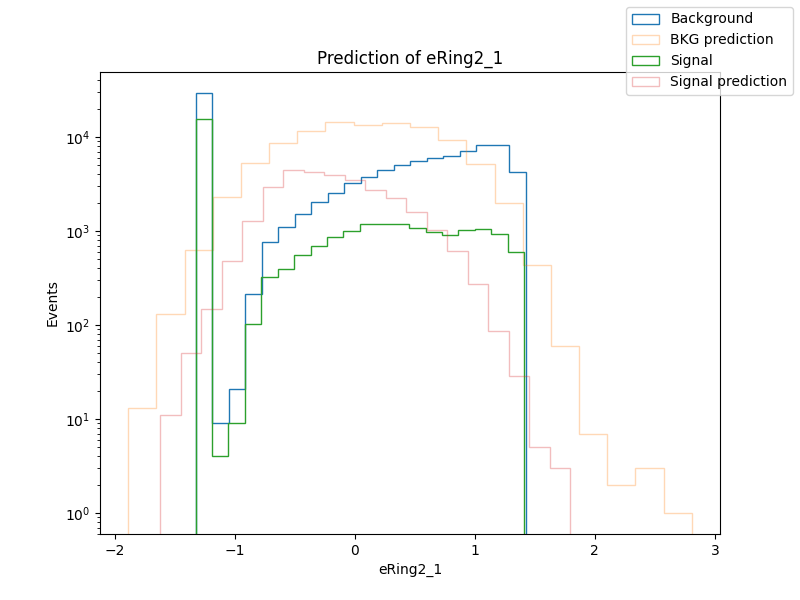 Prediction of eRing2_1
Background
BKG prediction
Signal
Signal prediction
Events
10^4
10^3
10^2
10^1
10^0
−2 −1 0 1 2 3
eRing2_1